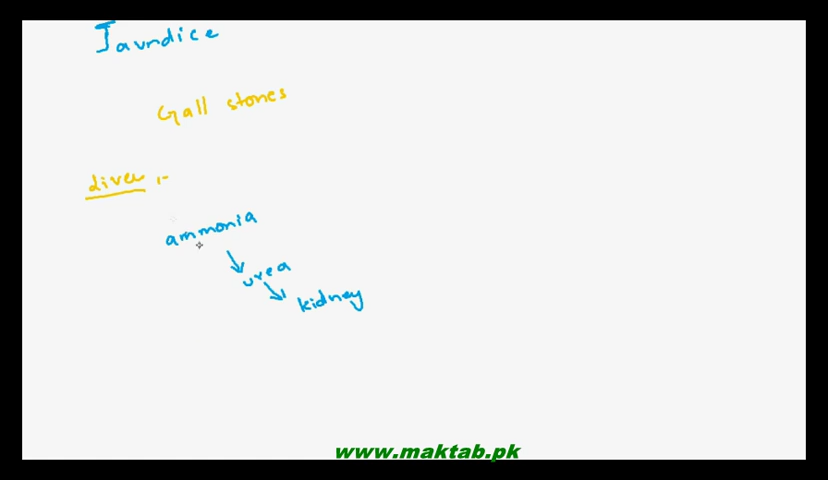 Jaundice
Gall stones
liver :-
ammonia
urea
kidney
www.maktab.pk